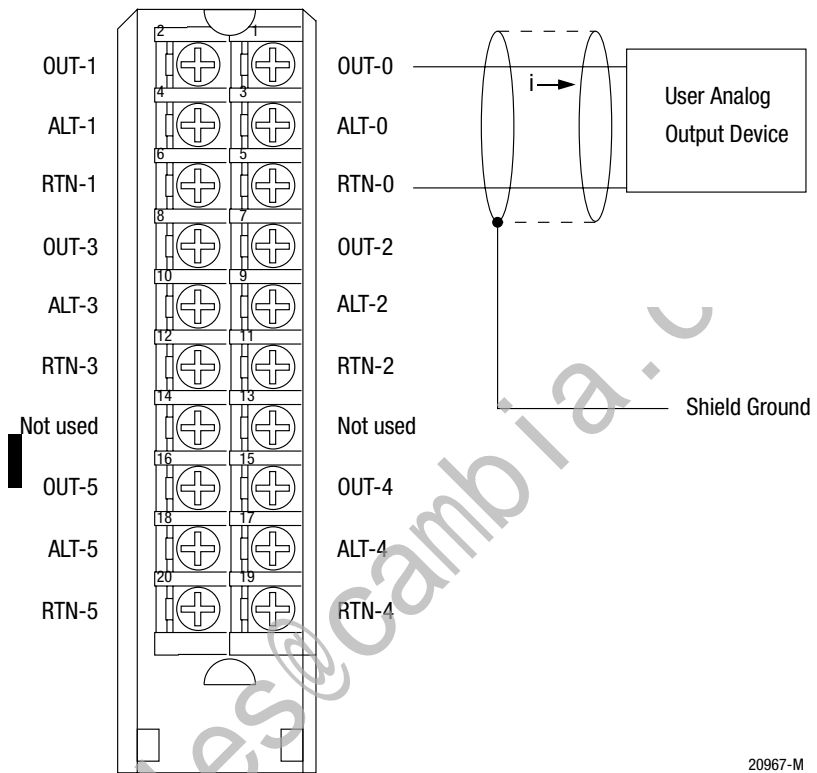 2 1
OUT-1 OUT-0
i
User Analog
Output Device
4 3
ALT-1 ALT-0
6 5
RTN-1 RTN-0
8 7
OUT-3 OUT-2
10 9
ALT-3 ALT-2
12 11
RTN-3 RTN-2
Shield Ground
14 13
Not used Not used
16 15
OUT-5 OUT-4
18 17
ALT-5 ALT-4
20 19
RTN-5 RTN-4
20967-M
les@cambia.c